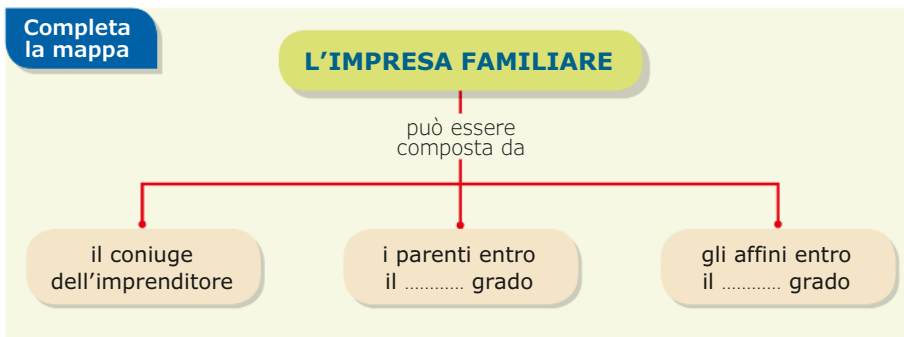 Completa
la mappa
L'IMPRESA FAMILIARE
può essere
composta da
il coniuge
dell'imprenditore
i parenti entro
il ............ grado
gli affini entro
il ............ grado